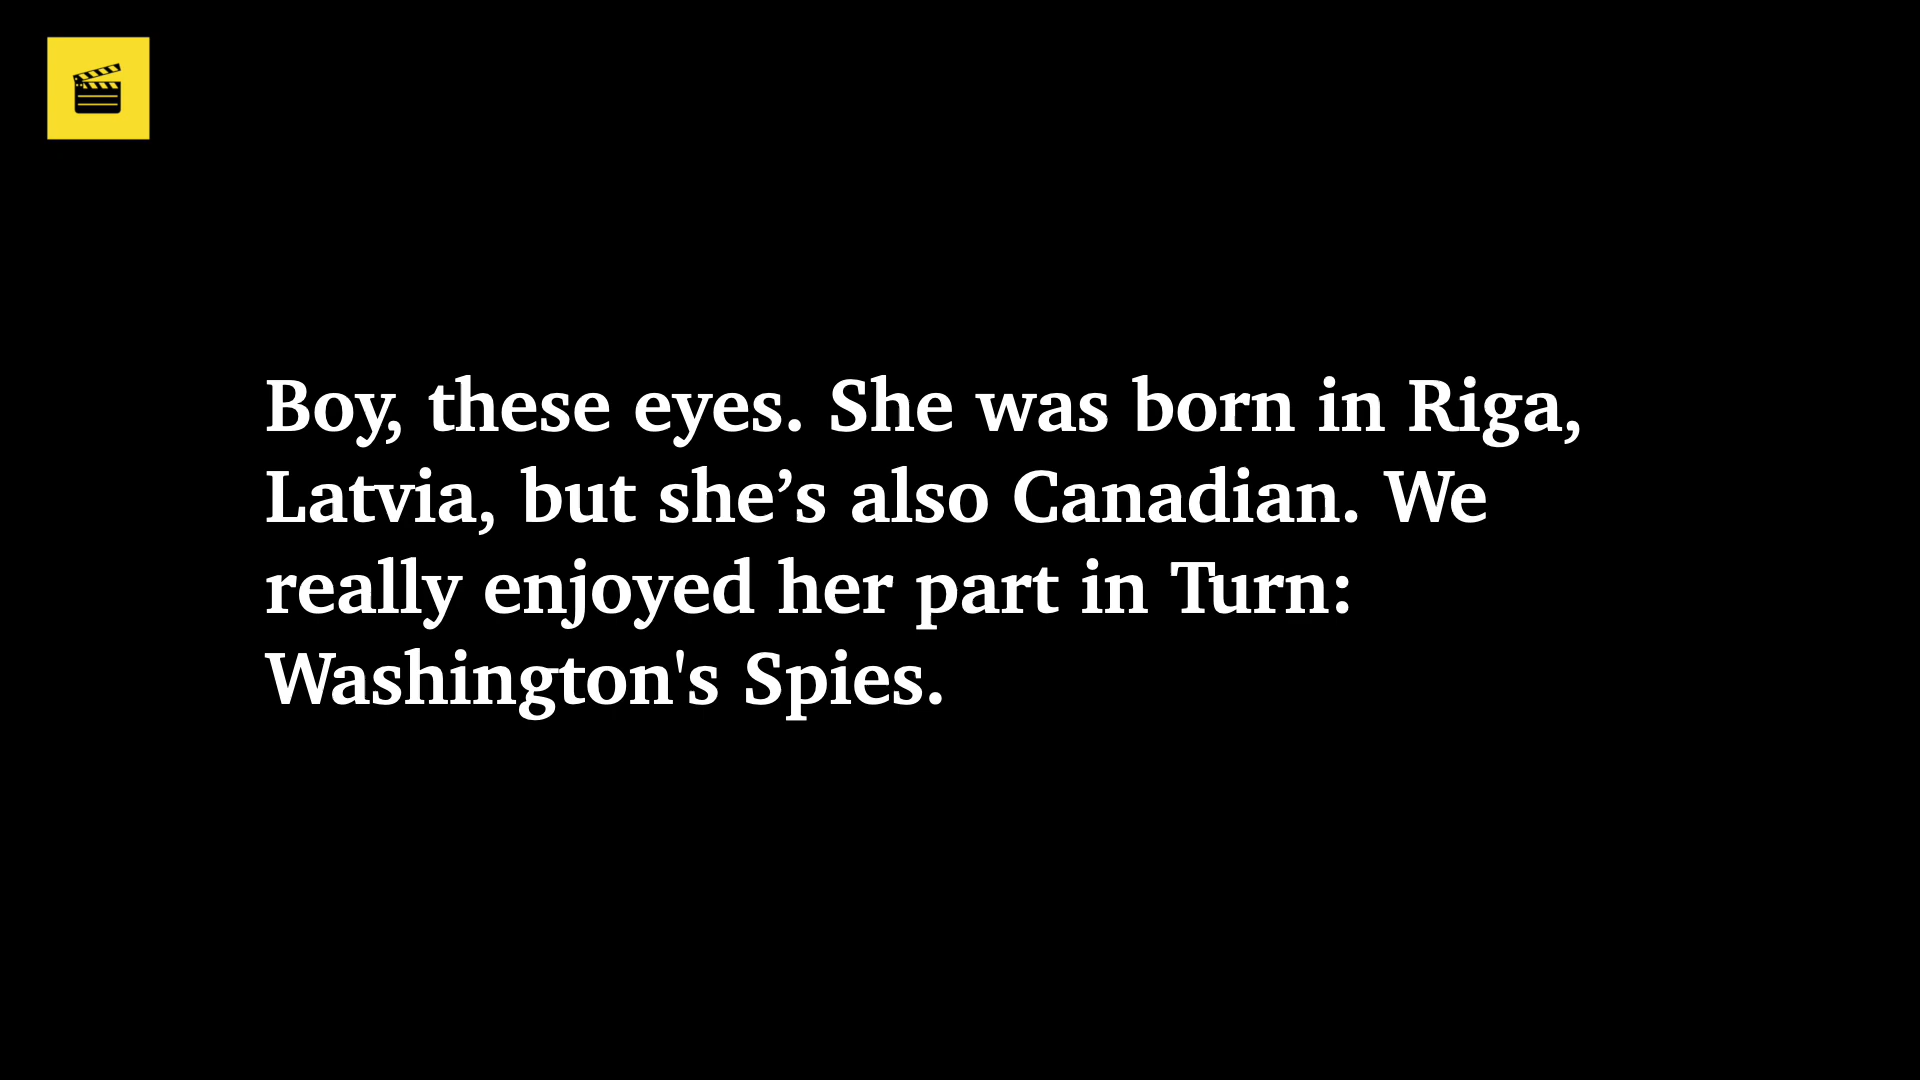 Boy, these eyes. She was born in Riga,
Latvia, but she’s also Canadian. We
really enjoyed her part in Turn:
Washington's Spies.